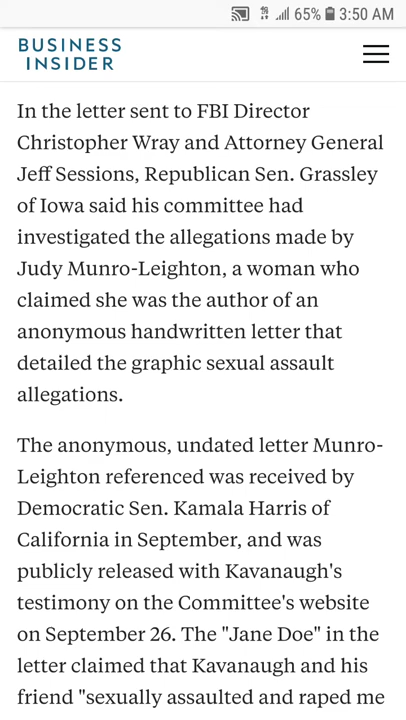 65% 3:50 AM
BUSINESS
INSIDER
In the letter sent to FBI Director
Christopher Wray and Attorney General
Jeff Sessions, Republican Sen. Grassley
of Iowa said his committee had
investigated the allegations made by
Judy Munro-Leighton, a woman who
claimed she was the author of an
anonymous handwritten letter that
detailed the graphic sexual assault
allegations.
The anonymous, undated letter Munro-
Leighton referenced was received by
Democratic Sen. Kamala Harris of
California in September, and was
publicly released with Kavanaugh's
testimony on the Committee's website
on September 26. The "Jane Doe" in the
letter claimed that Kavanaugh and his
friend "sexually assaulted and raped me